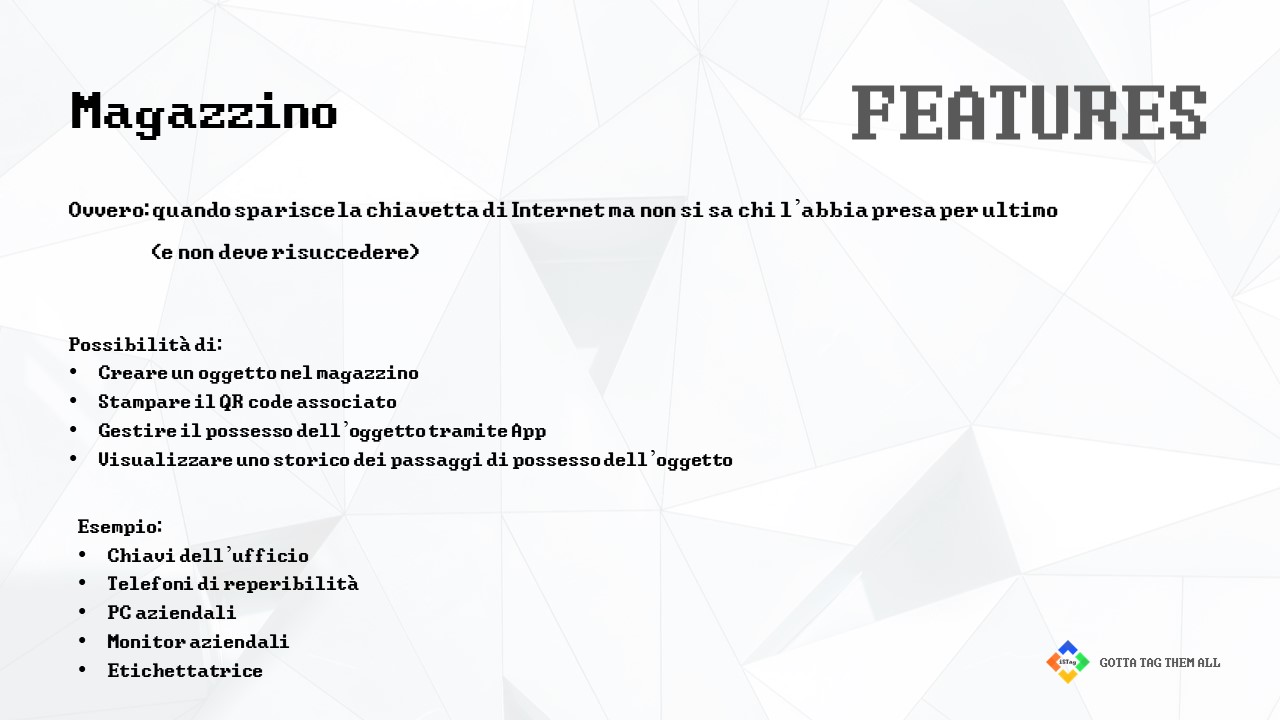 Magazzino
FEATURES
Ovvero: quando sparisce la chiavetta di Internet ma non si sa chi l'abbia presa per ultimo
(e non deve risuccedere)
Possibilità di:
• Creare un oggetto nel magazzino
• Stampare il QR code associato
• Gestire il possesso dell'oggetto tramite App
• Visualizzare uno storico dei passaggi di possesso dell'oggetto
Esempio:
• Chiavi dell'ufficio
• Telefoni di reperibilità
• PC aziendali
• Monitor aziendali
• Etichettatrice
GOTTA TAG THEM ALL